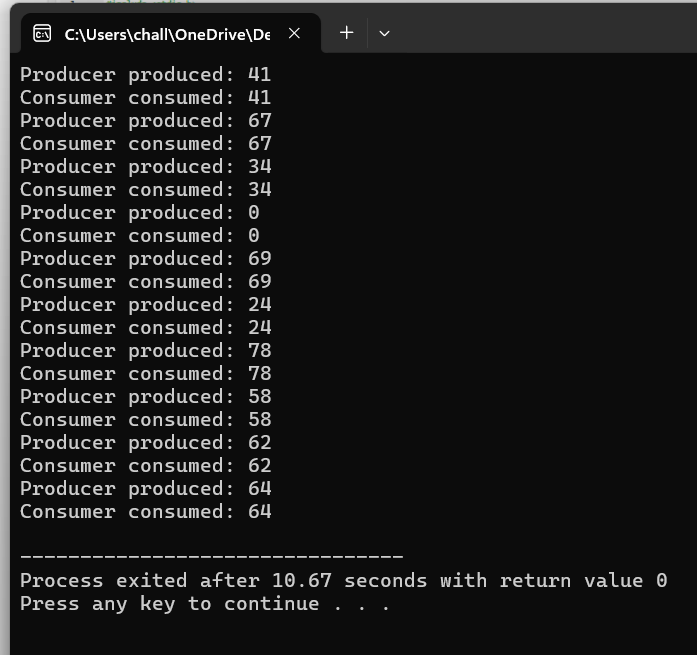 C:\Users\chall\OneDrive\De
Producer produced: 41
Consumer consumed: 41
Producer produced: 67
Consumer consumed: 67
Producer produced: 34
Consumer consumed: 34
Producer produced: 0
Consumer consumed: 0
Producer produced: 69
Consumer consumed: 69
Producer produced: 24
Consumer consumed: 24
Producer produced: 78
Consumer consumed: 78
Producer produced: 58
Consumer consumed: 58
Producer produced: 62
Consumer consumed: 62
Producer produced: 64
Consumer consumed: 64
--------------------------------
Process exited after 10.67 seconds with return value 0
Press any key to continue . . .